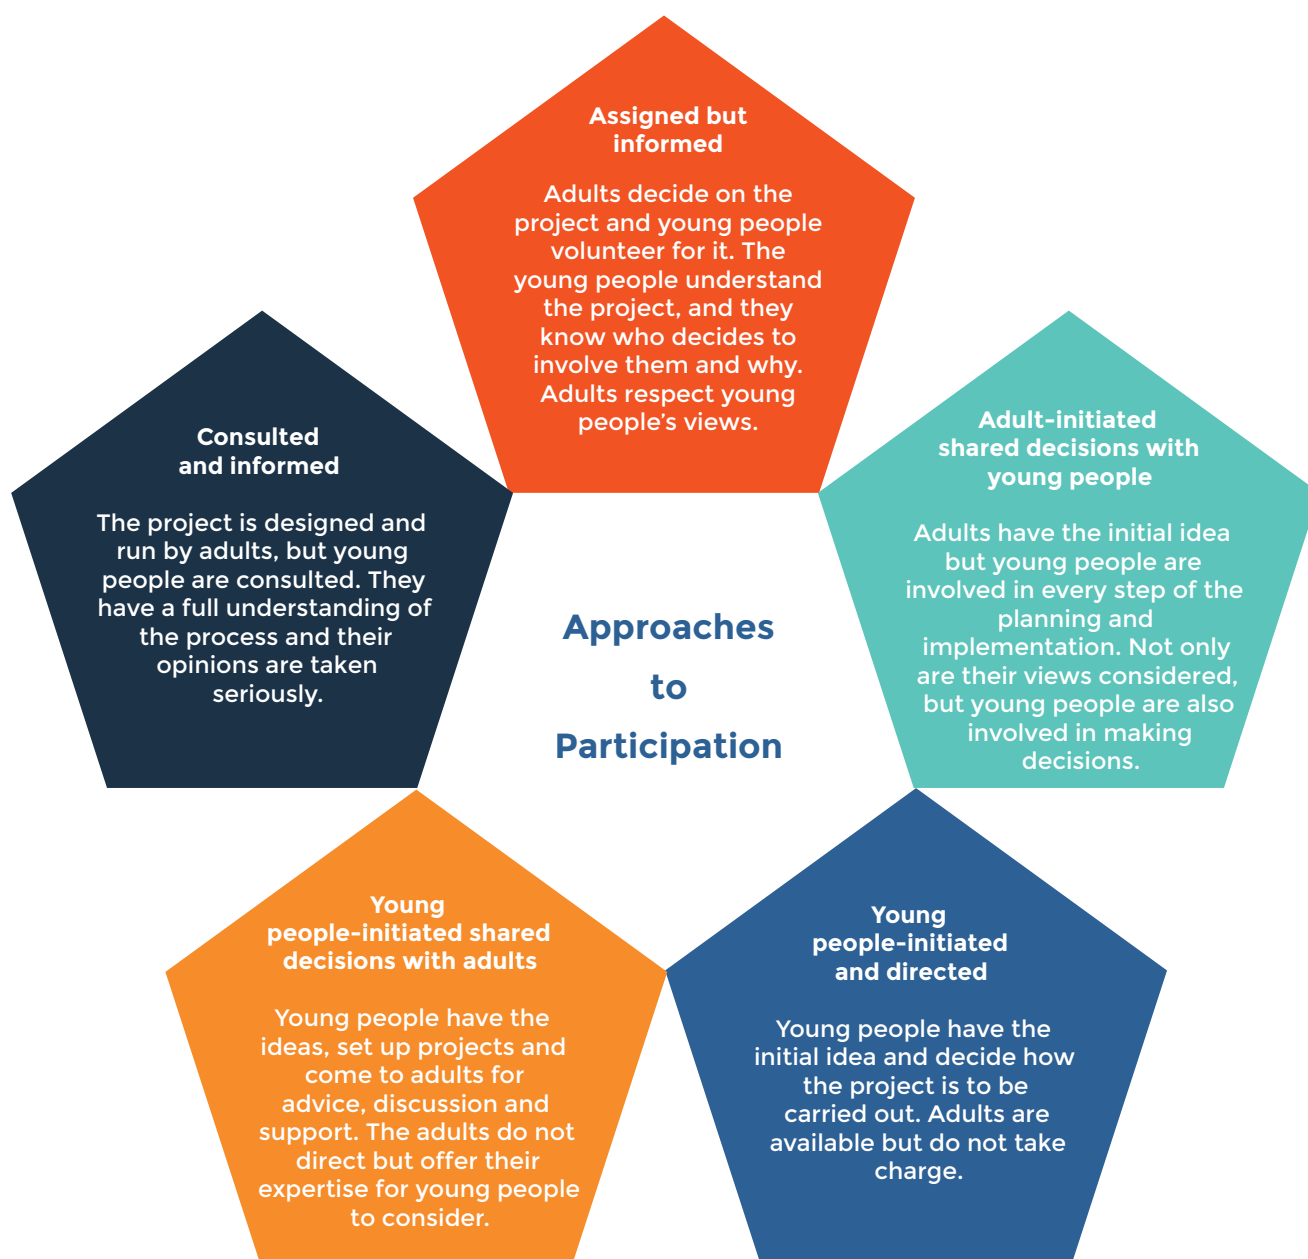 Assigned but
informed
Adults decide on the
project and young people
volunteer for it. The
young people understand
the project, and they
know who decides to
involve them and why.
Adults respect young
people’s views.
Consulted
and informed
The project is designed and
run by adults, but young
people are consulted. They
have a full understanding of
the process and their
opinions are taken
seriously.
Approaches
to
Participation
Adult-initiated
shared decisions with
young people
Adults have the initial idea
but young people are
involved in every step of the
planning and
implementation. Not only
are their views considered,
but young people are also
involved in making
decisions.
Young
people-initiated shared
decisions with adults
Young people have the
ideas, set up projects and
come to adults for
advice, discussion and
support. The adults do not
direct but offer their
expertise for young people
to consider.
Young
people-initiated
and directed
Young people have the
initial idea and decide how
the project is to be
carried out. Adults are
available but do not take
charge.